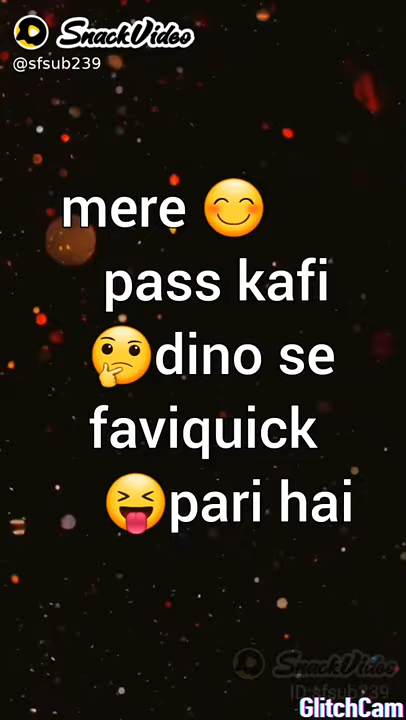 SnackVideo
@sfsub239
mere 😊
pass kafi
🤔dino se
faviquick
😝pari hai
SnackVideo
ID:sfsub239
GlitchCam